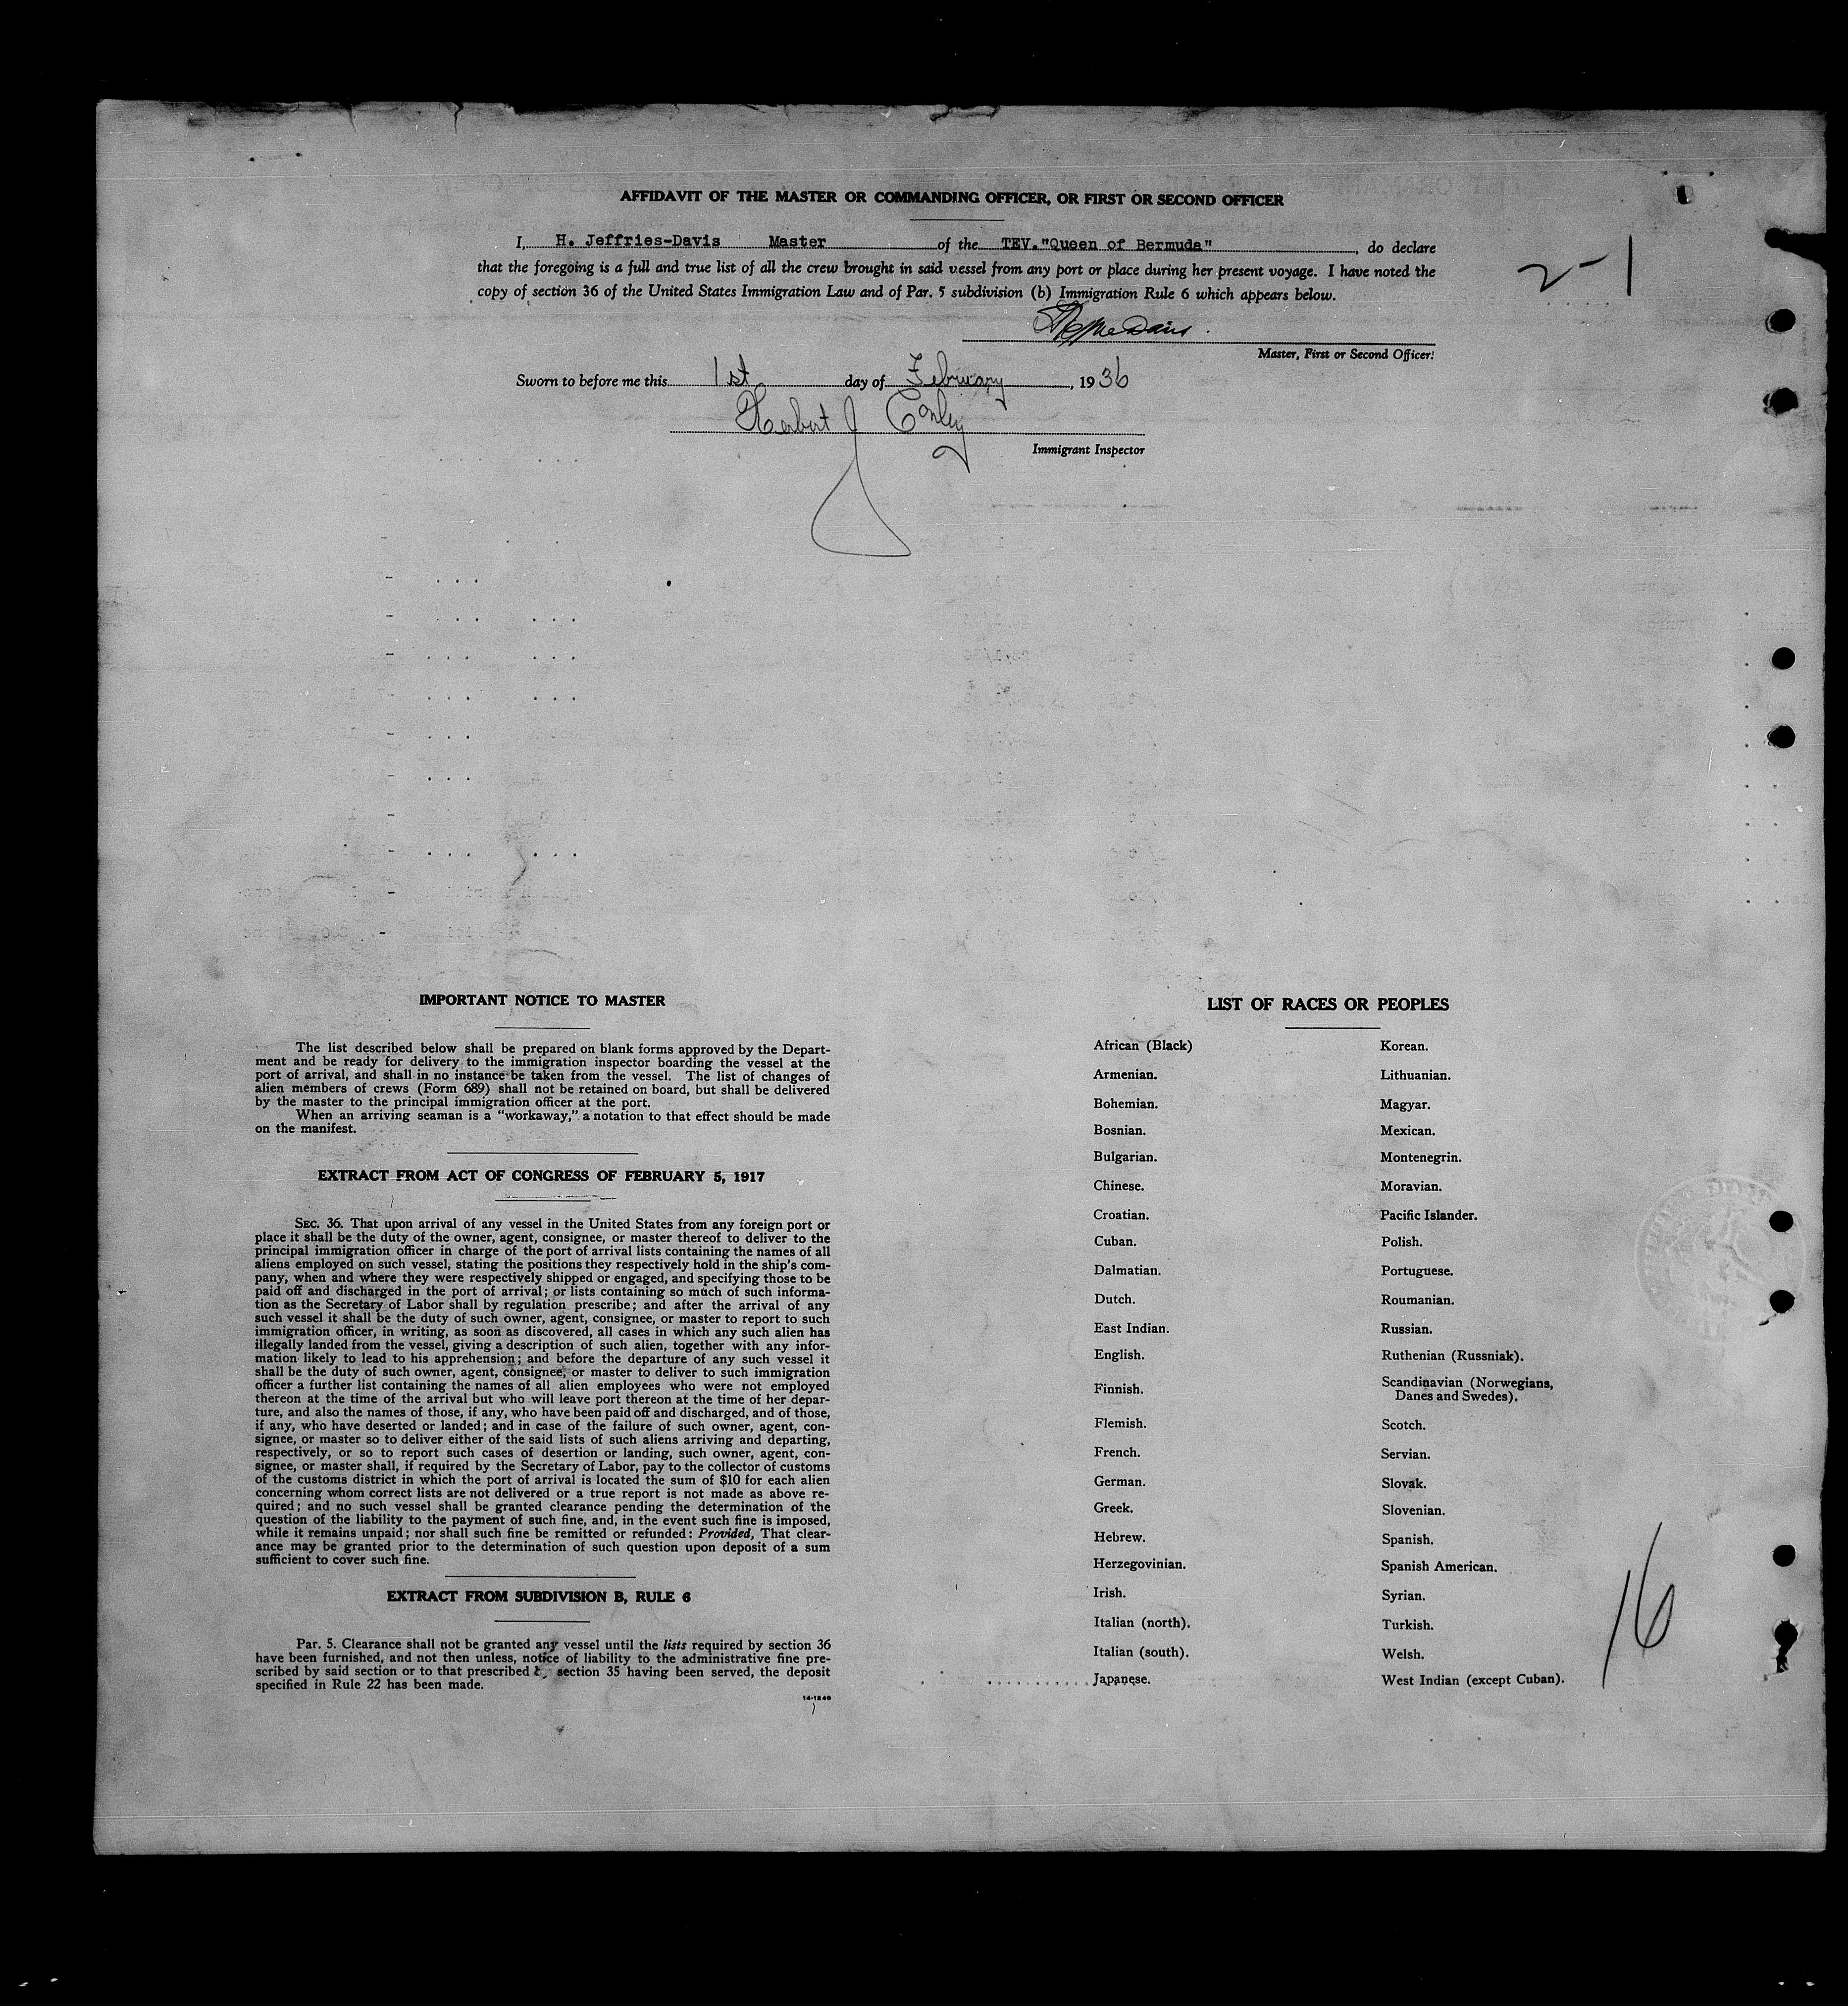 AFFIDAVIT OF THE MASTER OR COMMANDING OFFICER, OR FIRST OR SECOND OFFICER
I, H. Jeffries-Davis Master of the TEV."Queen of Bermuda", do declare
that the foregoing is a full and true list of all the crew brought in said vessel from any port or place during her present voyage. I have noted the
copy of section 36 of the United States Immigration Law and of Par. 5 subdivision (b) Immigration Rule 6 which appears below.
2-1
Master, First or Second Officer.
Sworn to before me this 1st day of February, 1936
Herbert J Conley
Immigrant Inspector
IMPORTANT NOTICE TO MASTER
The list described below shall be prepared on blank forms approved by the Depart-
ment and be ready for delivery to the immigration inspector boarding the vessel at the
port of arrival, and shall in no instance be taken from the vessel. The list of changes of
alien members of crews (Form 689) shall not be retained on board, but shall be delivered
by the master to the principal immigration officer at the port.
When an arriving seaman is a "workaway," a notation to that effect should be made
on the manifest.
EXTRACT FROM ACT OF CONGRESS OF FEBRUARY 5, 1917
SEC. 36. That upon arrival of any vessel in the United States from any foreign port or
place it shall be the duty of the owner, agent, consignee, or master thereof to deliver to the
principal immigration officer in charge of the port of arrival lists containing the names of all
aliens employed on such vessel, stating the positions they respectively hold in the ship's com-
pany, when and where they were respectively shipped or engaged, and specifying those to be
paid off and discharged in the port of arrival; or lists containing so much of such informa-
tion as the Secretary of Labor shall by regulation prescribe; and after the arrival of any
such vessel it shall be the duty of such owner, agent, consignee, or master to report to such
immigration officer, in writing, as soon as discovered, all cases in which any such alien has
illegally landed from the vessel, giving a description of such alien, together with any infor-
mation likely to lead to his apprehension; and before the departure of any such vessel it
shall be the duty of such owner, agent, consignee, or master to deliver to such immigration
officer a further list containing the names of all alien employees who were not employed
thereon at the time of the arrival but who will leave port thereon at the time of her depar-
ture, and also the names of those, if any, who have been paid off and discharged, and of those,
if any, who have deserted or landed; and in case of the failure of such owner, agent, con-
signee, or master so to deliver either of the said lists of such aliens arriving and departing,
respectively, or so to report such cases of desertion or landing, such owner, agent, con-
signee, or master shall, if required by the Secretary of Labor, pay to the collector of customs
of the customs district in which the port of arrival is located the sum of $10 for each alien
concerning whom correct lists are not delivered or a true report is not made as above re-
quired; and no such vessel shall be granted clearance pending the determination of the
question of the liability to the payment of such fine, and, in the event such fine is imposed,
while it remains unpaid; nor shall such fine be remitted or refunded: Provided, That clear-
ance may be granted prior to the determination of such question upon deposit of a sum
sufficient to cover such fine.
EXTRACT FROM SUBDIVISION B, RULE 6
Par. 5. Clearance shall not be granted any vessel until the lists required by section 36
have been furnished, and not then unless, notice of liability to the administrative fine pre-
scribed by said section or to that prescribed section 35 having been served, the deposit
specified in Rule 22 has been made.
14-1240
LIST OF RACES OR PEOPLES
African (Black)
Armenian.
Bohemian.
Bosnian.
Bulgarian.
Chinese.
Croatian.
Cuban.
Dalmatian.
Dutch.
East Indian.
English.
Finnish.
Flemish.
French.
German.
Greek.
Hebrew.
Herzegovinian.
Irish.
Italian (north).
Italian (south).
Japanese.
Korean.
Lithuanian.
Magyar.
Mexican.
Montenegrin.
Moravian.
Pacific Islander.
Polish.
Portuguese.
Roumanian.
Russian.
Ruthenian (Russniak).
Scandinavian (Norwegians,
Danes and Swedes).
Scotch.
Servian.
Slovak.
Slovenian.
Spanish.
Spanish American.
Syrian.
Turkish.
Welsh.
West Indian (except Cuban).
16